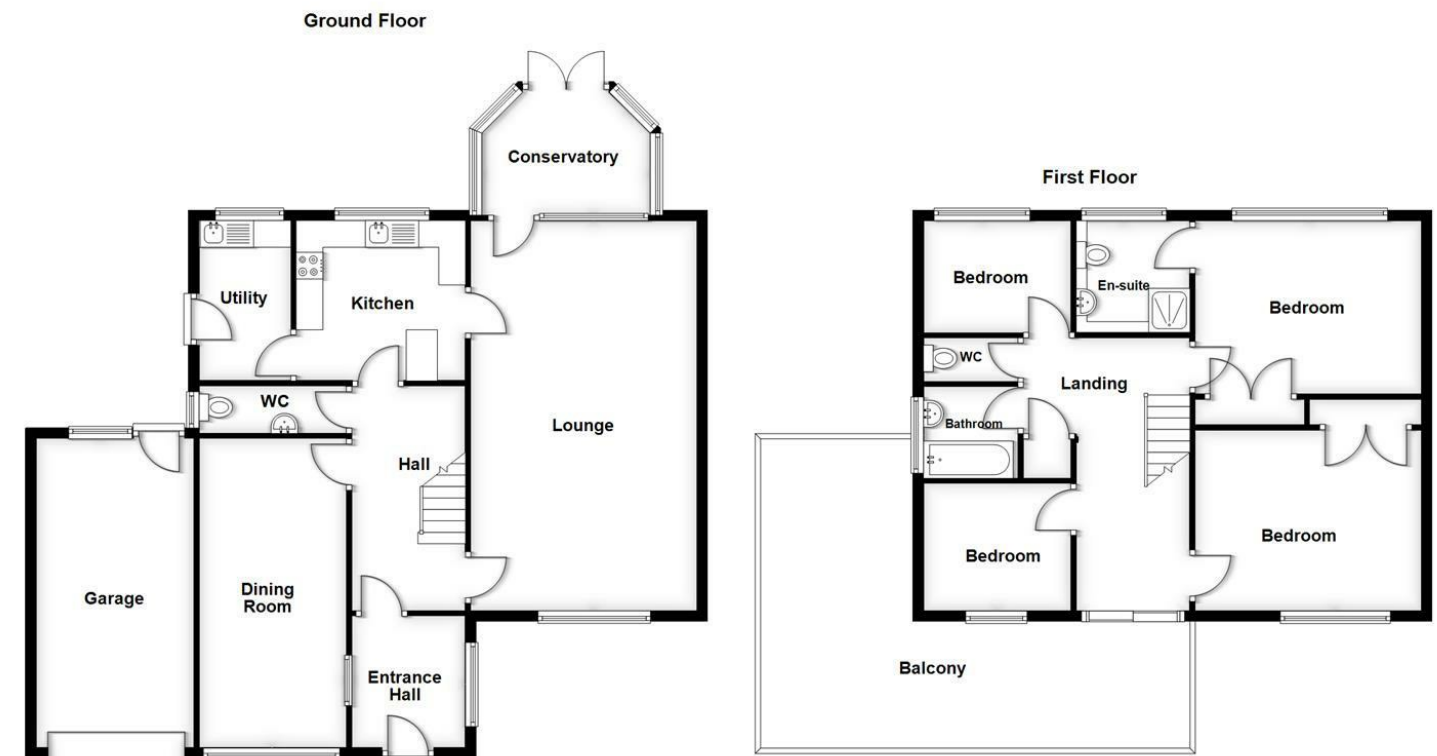 Ground Floor
Conservatory
Utility
Kitchen
WC
Lounge
Hall
Garage
Dining
Room
Entrance
Hall
First Floor
Bedroom
En-suite
Bedroom
WC
Landing
Bathroom
Bedroom
Bedroom
Balcony